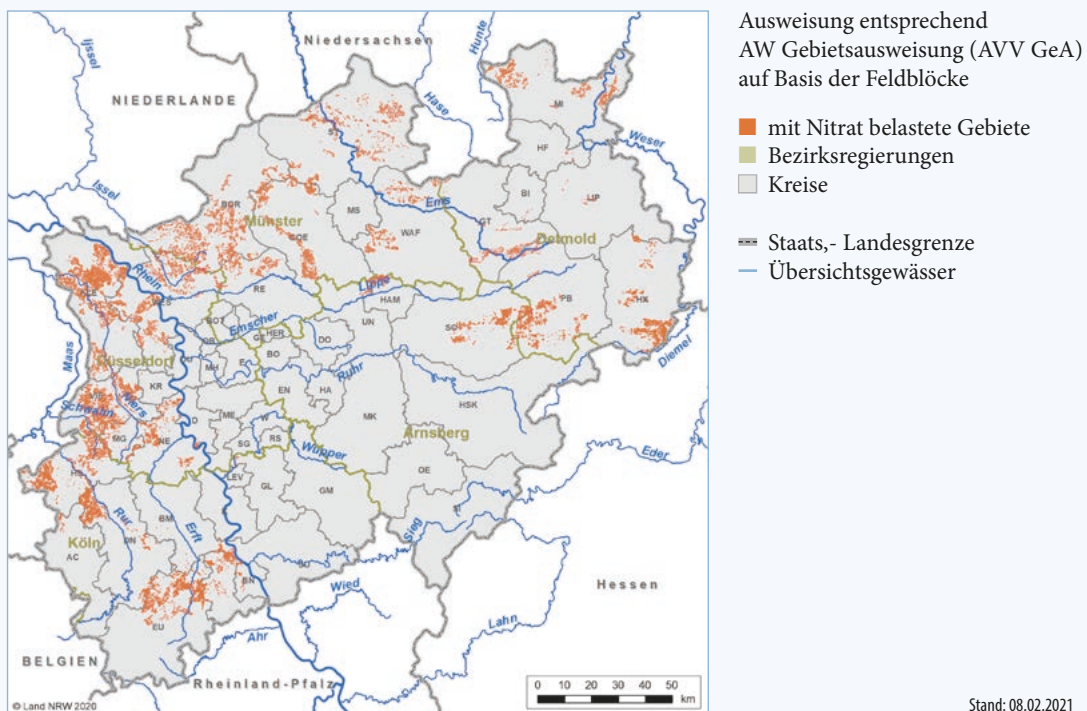 Ausweisung entsprechend
AW Gebietsausweisung (AVV GeA)
auf Basis der Feldblöcke
mit Nitrat belastete Gebiete
Bezirksregierungen
Kreise
Staats,- Landesgrenze
Übersichtsgewässer
Niedersachsen
NIEDERLANDE
Ijssel
Hunte
Hase
Weser
Issel
Ems
ST
MI
HF
BI
LIP
BOR
Münster
MS
COE
WAF
GT
Detmold
Rhein
Lippe
RE
HAM
UN
SO
PB
HX
Diemel
Maas
BOT
Emscher
GE
HER
DO
Düsseldorf
MH
E
BO
Ruhr
KR
EN
HA
HSK
Schwalm
Niers
MG
NE
D
ME
W
SG
RS
Wupper
MK
Arnsberg
Eder
OE
LEV
GL
GM
Rur
BM
Erft
Köln
DN
AC
Sieg
SI
BN
EU
Hessen
Wied
Lahn
Ahr
BELGIEN
Rheinland-Pfalz
0 10 20 30 40 50
km
© Land NRW 2020
Stand: 08.02.2021